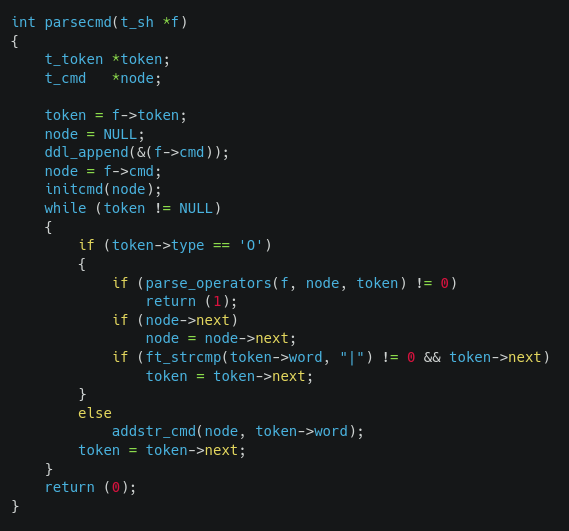 int parsecmd(t_sh *f)
{
    t_token *token;
    t_cmd   *node;

    token = f->token;
    node = NULL;
    ddl_append(&(f->cmd));
    node = f->cmd;
    initcmd(node);
    while (token != NULL)
    {
        if (token->type == 'O')
        {
            if (parse_operators(f, node, token) != 0)
                return (1);
            if (node->next)
                node = node->next;
            if (ft_strcmp(token->word, "|") != 0 && token->next)
                token = token->next;
        }
        else
            addstr_cmd(node, token->word);
        token = token->next;
    }
    return (0);
}